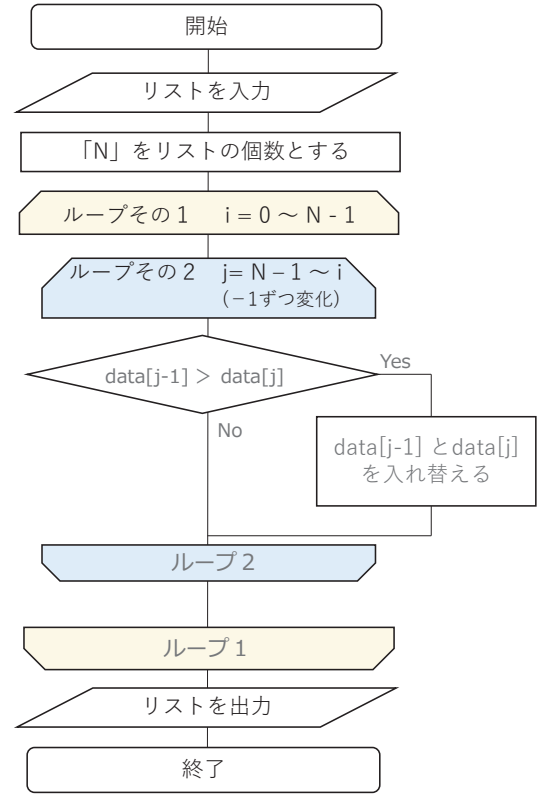 開始
リストを入力
「N」をリストの個数とする
ループその1　i = 0 ～ N - 1
ループその2　j= N – 1 ～ i
(－1ずつ変化)
data[j-1] ＞ data[j]
Yes
No
data[j-1] とdata[j]
を入れ替える
ループ2
ループ1
リストを出力
終了